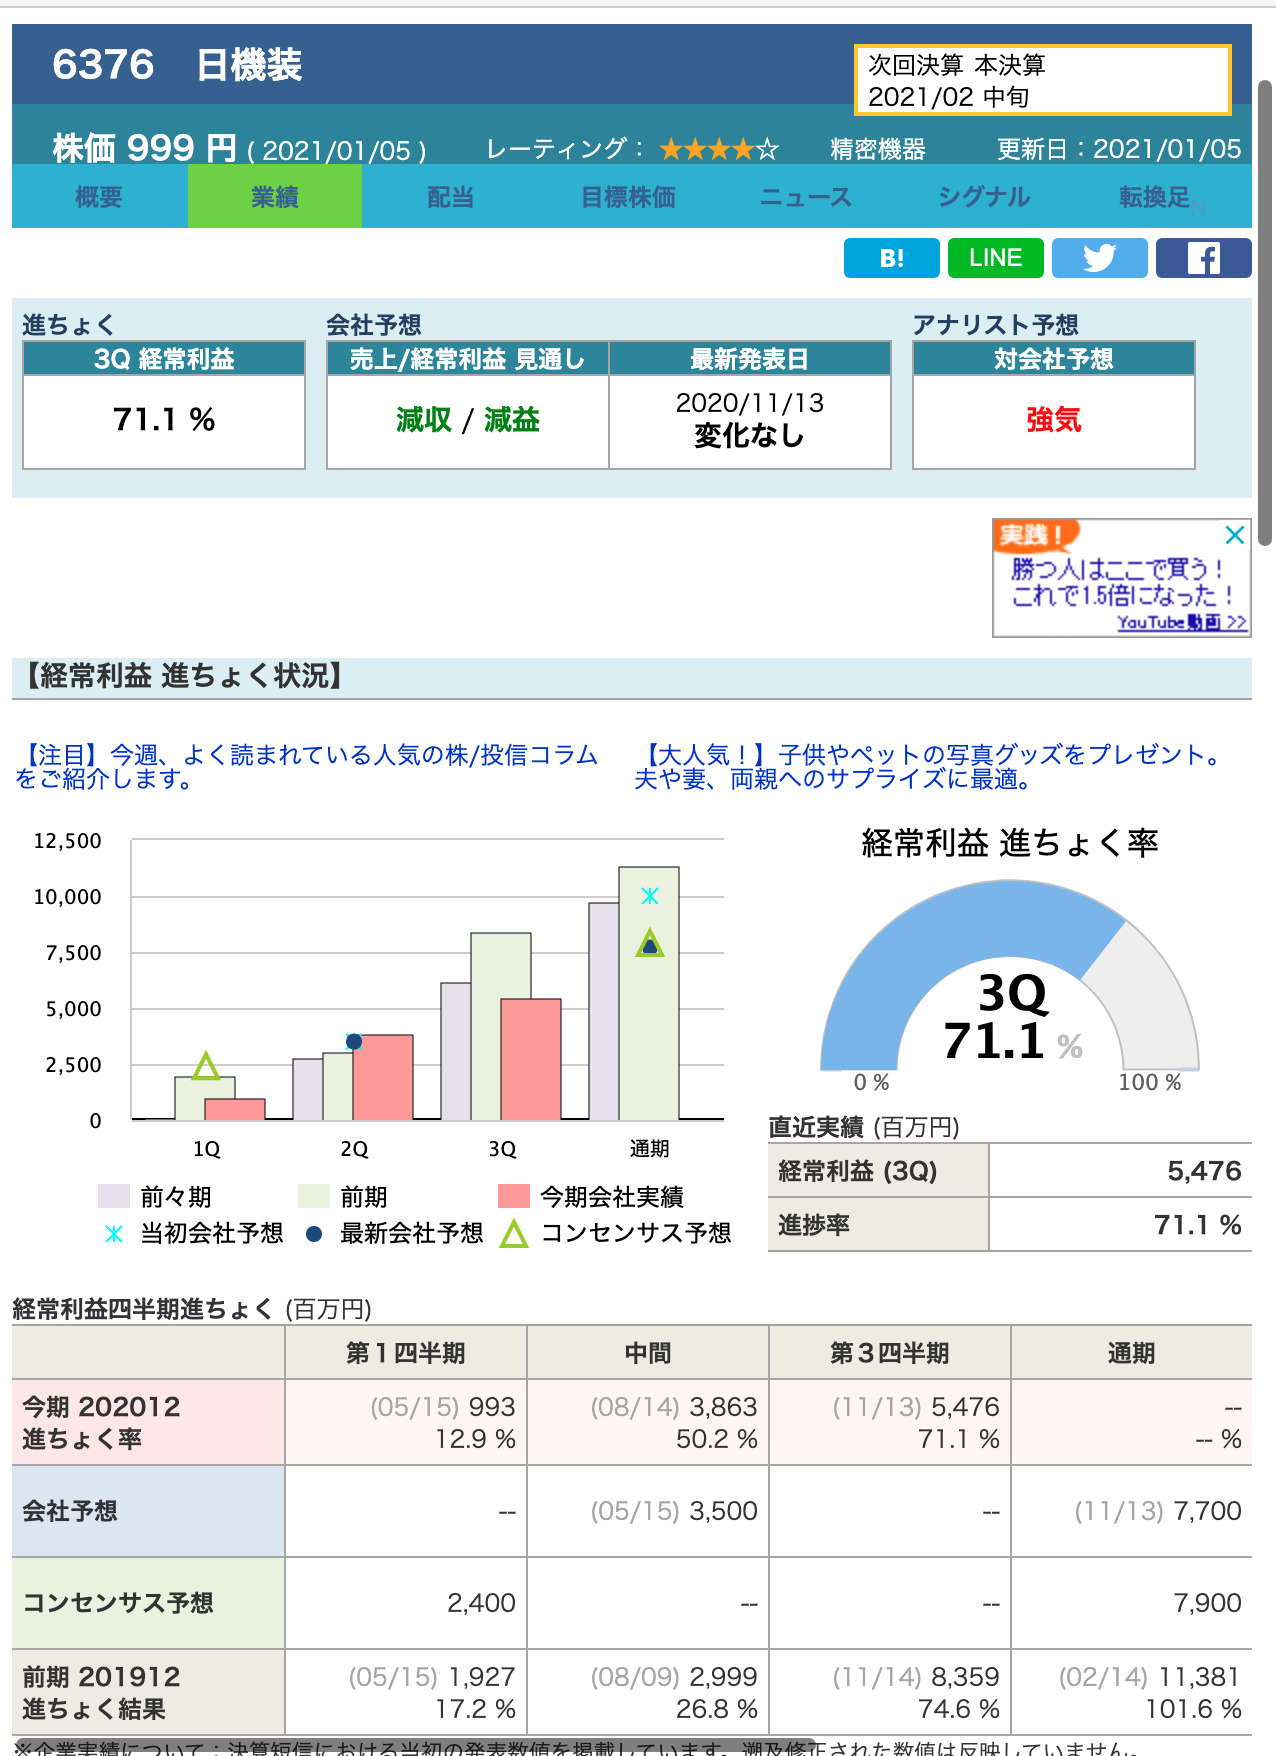 6376 日機装
次回決算 本決算
2021/02 中旬
株価 999 円 ( 2021/01/05 ) レーティング： ★★★★☆ 精密機器 更新日：2021/01/05
概要 業績 配当 目標株価 ニュース シグナル 転換足
B! LINE
進ちょく 会社予想 アナリスト予想
3Q 経常利益 売上/経常利益 見通し 最新発表日 対会社予想
71.1 % 減収 / 減益 2020/11/13 強気
変化なし
実践！
勝つ人はここで買う！
これで1.5倍になった！
YouTube動画 >>
【経常利益 進ちょく状況】
【注目】今週、よく読まれている人気の株/投信コラム
をご紹介します。
【大人気！】子供やペットの写真グッズをプレゼント。
夫や妻、両親へのサプライズに最適。
12,500
10,000
7,500
5,000
2,500
0
1Q 2Q 3Q 通期
前々期 前期 今期会社実績
当初会社予想 最新会社予想 コンセンサス予想
経常利益 進ちょく率
3Q
71.1 %
0 % 100 %
直近実績 (百万円)
経常利益 (3Q) 5,476
進捗率 71.1 %
経常利益四半期進ちょく (百万円)
第１四半期 中間 第３四半期 通期
今期 202012 (05/15) 993 (08/14) 3,863 (11/13) 5,476 --
進ちょく率 12.9 % 50.2 % 71.1 % -- %
会社予想 -- (05/15) 3,500 -- (11/13) 7,700
コンセンサス予想 2,400 -- -- 7,900
前期 201912 (05/15) 1,927 (08/09) 2,999 (11/14) 8,359 (02/14) 11,381
進ちょく結果 17.2 % 26.8 % 74.6 % 101.6 %
※企業実績について：決算短信における当初の発表数値を掲載しています。遡及修正された数値は反映していません。